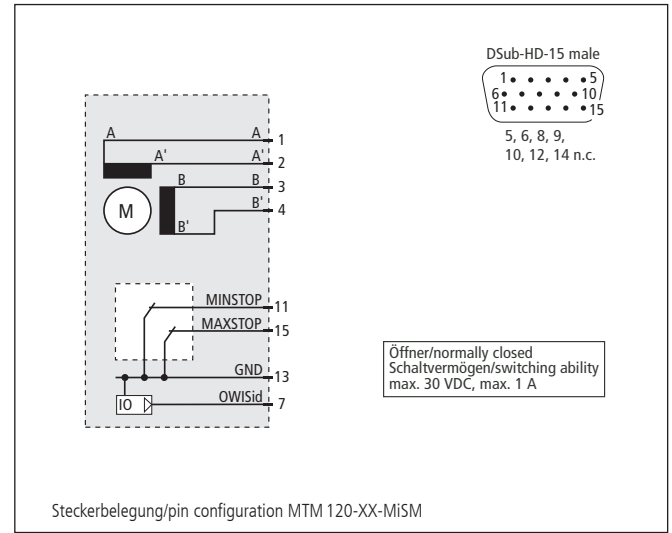 DSub-HD-15 male
1 5
6 10
11 15
5, 6, 8, 9,
10, 12, 14 n.c.
A A 1
A' A' 2
B B 3
M B' 4
B'
MINSTOP 11
MAXSTOP 15
GND 13
IO OWISid 7
Öffner/normally closed
Schaltvermögen/switching ability
max. 30 VDC, max. 1 A
Steckerbelegung/pin configuration MTM 120-XX-MiSM